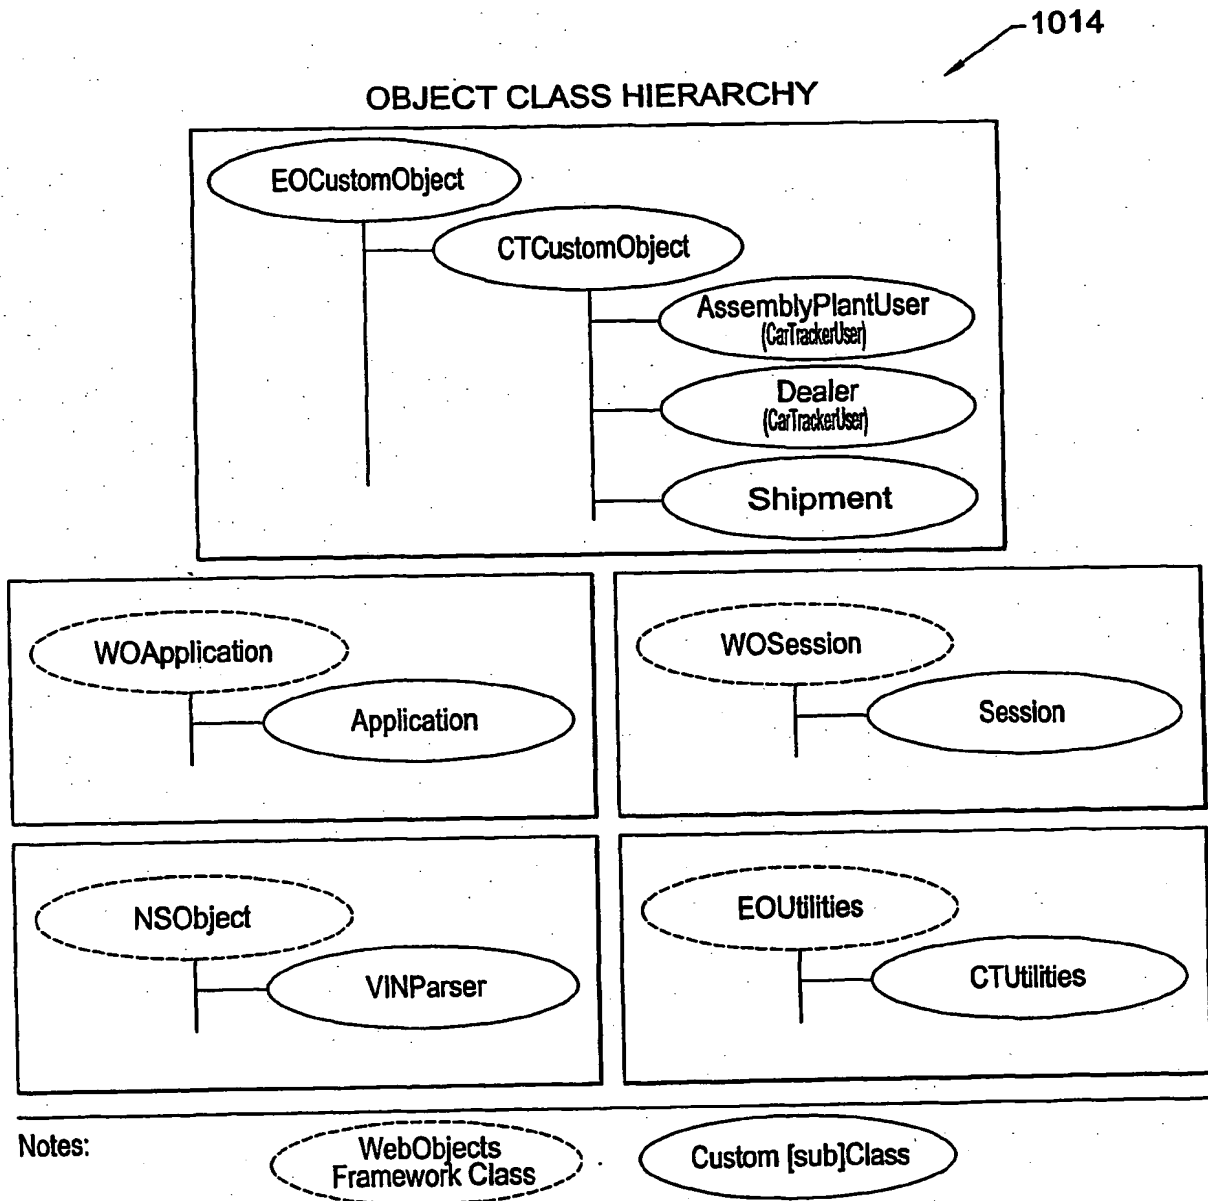 1014
OBJECT CLASS HIERARCHY
EOCustomObject
CTCustomObject
AssemblyPlantUser
(CarTrackerUser)
Dealer
(CarTrackerUser)
Shipment
WOApplication
Application
WOSession
Session
NSObject
VINParser
EOUtilities
CTUtilities
Notes:
WebObjects
Framework Class
Custom [sub]Class